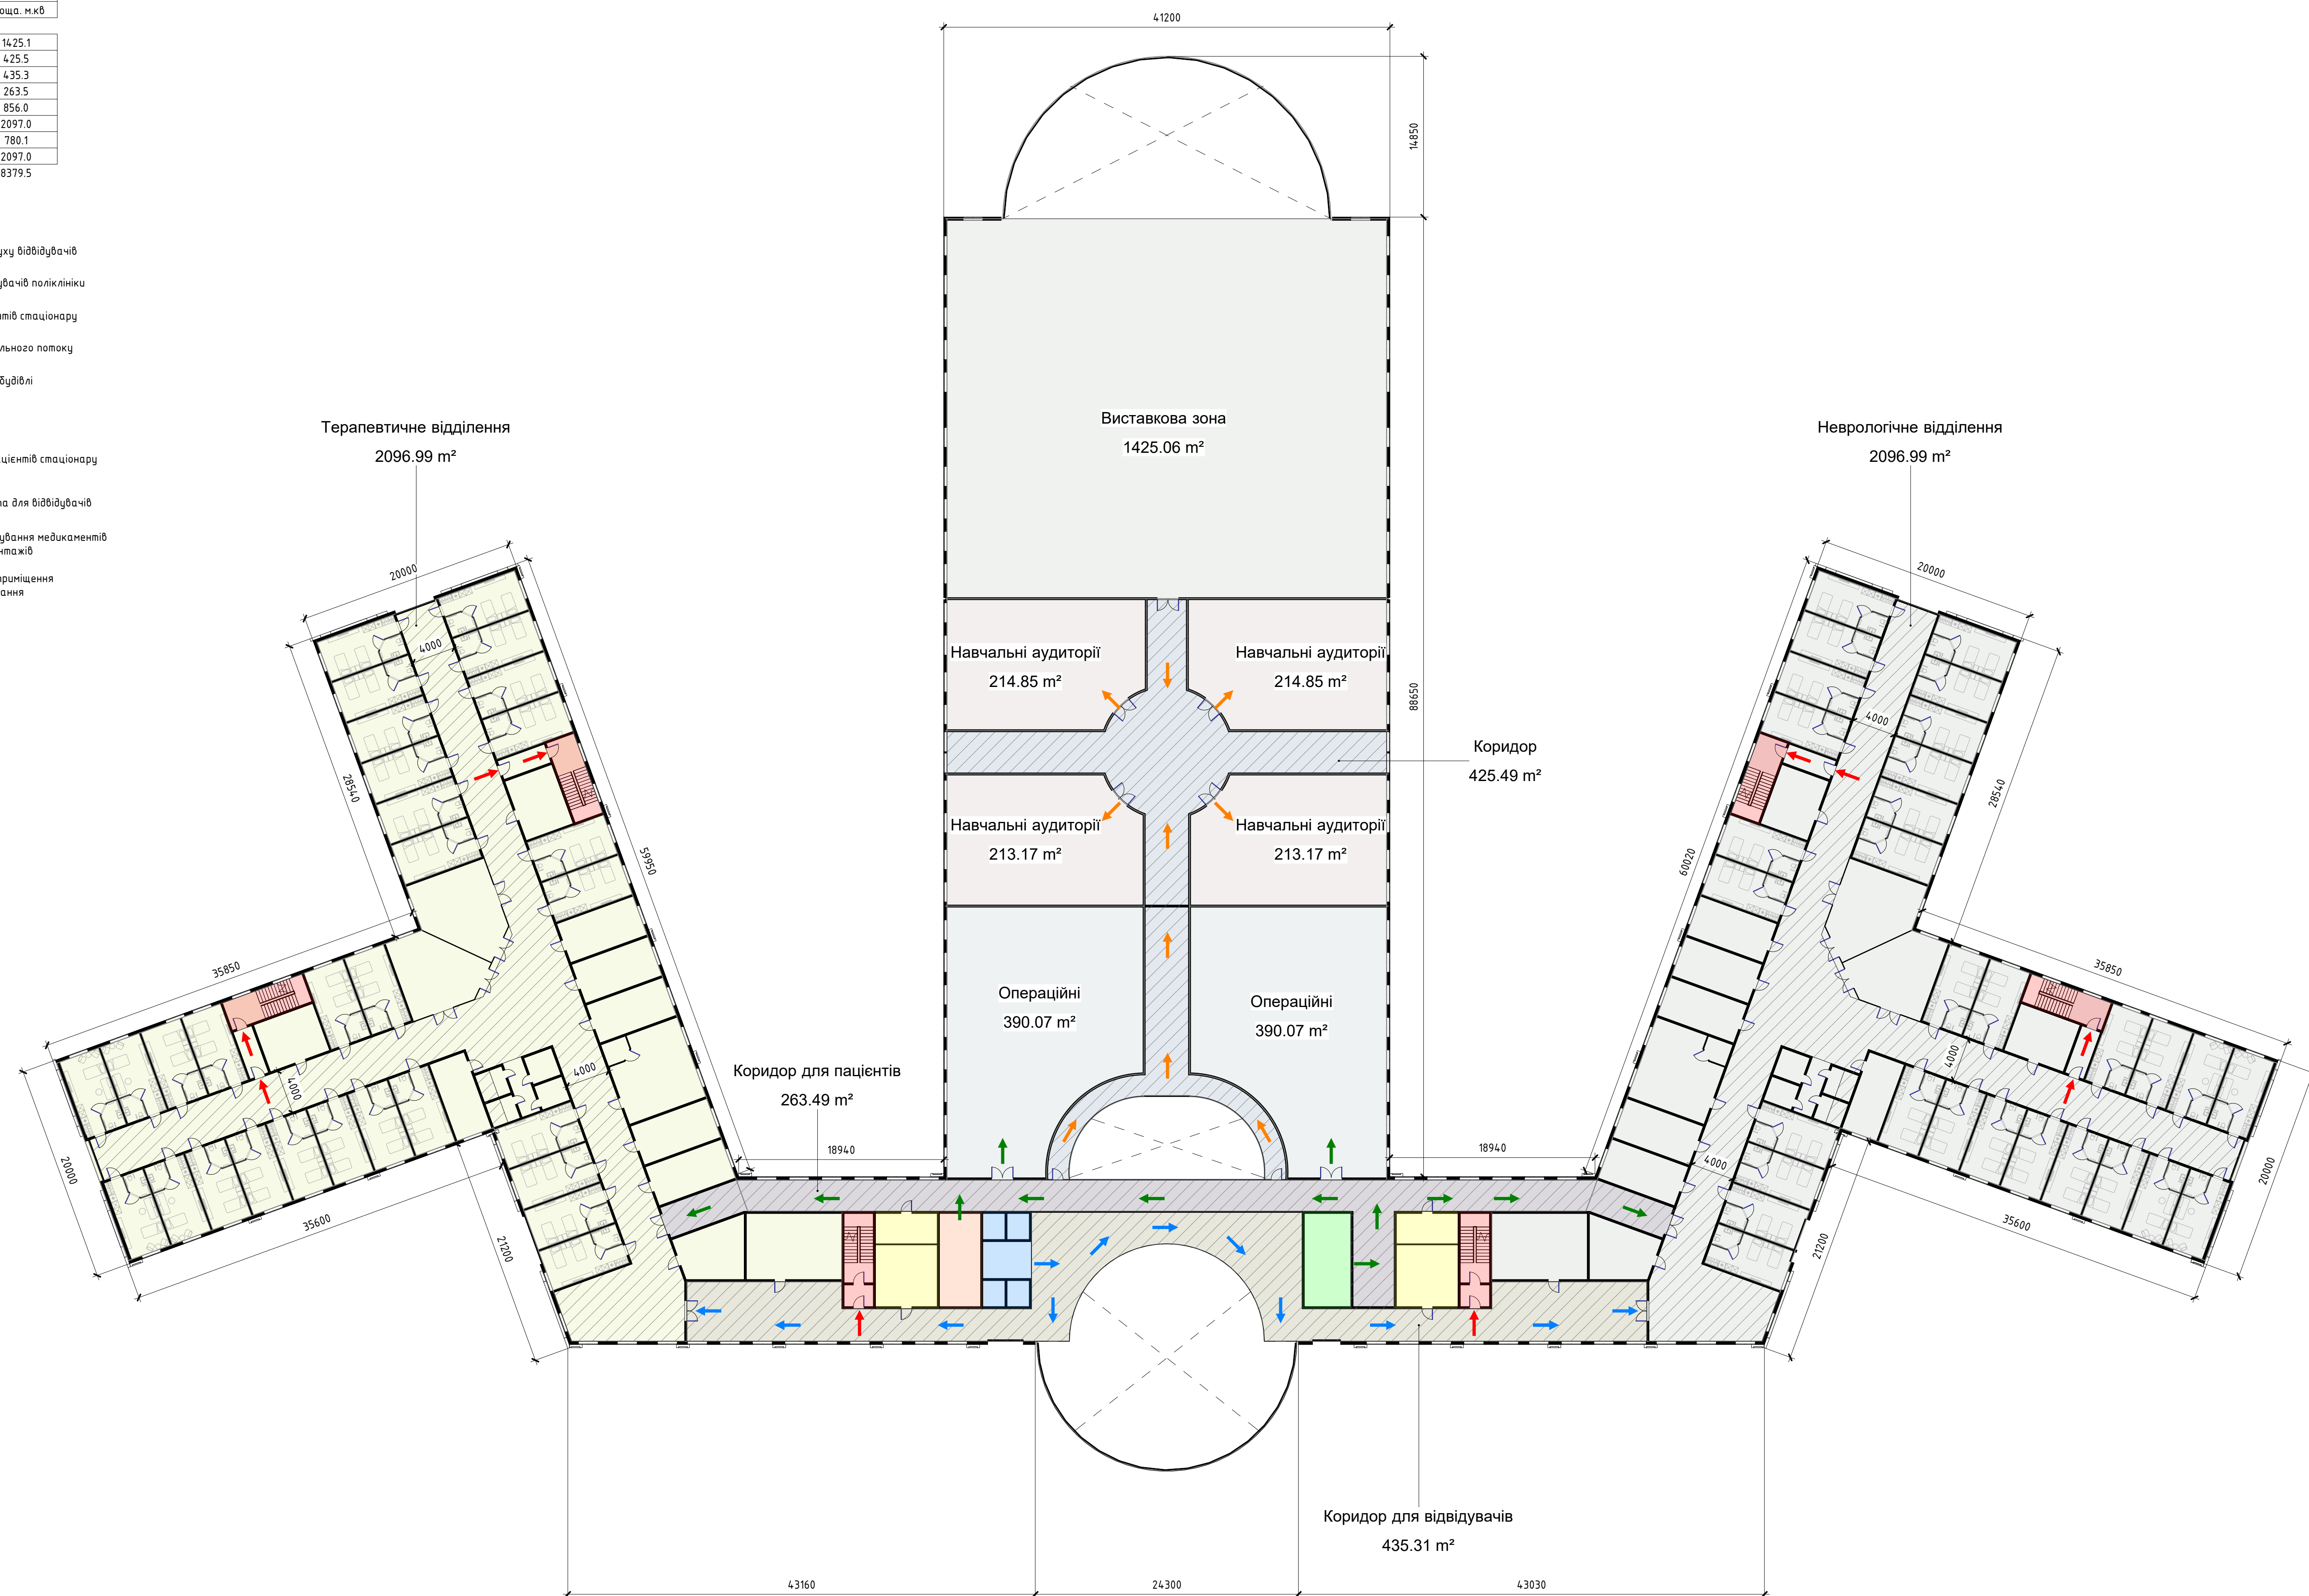 оща. м.кв
1425.1
425.5
435.3
263.5
856.0
2097.0
780.1
2097.0
8379.5
уху відвідувачів
увачів поліклініки
нтів стаціонару
льного потоку
будівлі
ацієнтів стаціонару
та для відвідувачів
ування медикаментів
нтажів
приміщення
вання
41200
14850
Виставкова зона
1425.06 m²
Терапевтичне відділення
2096.99 m²
Неврологічне відділення
2096.99 m²
20000
20000
4000
4000
Навчальні аудиторії
214.85 m²
Навчальні аудиторії
214.85 m²
88650
Коридор
425.49 m²
28540
28540
Навчальні аудиторії
213.17 m²
Навчальні аудиторії
213.17 m²
59950
60020
35850
35850
Операційні
390.07 m²
Операційні
390.07 m²
4000
4000
4000
4000
Коридор для пацієнтів
263.49 m²
18940
18940
20000
20000
35600
35600
21200
21200
Коридор для відвідувачів
435.31 m²
43160
24300
43030